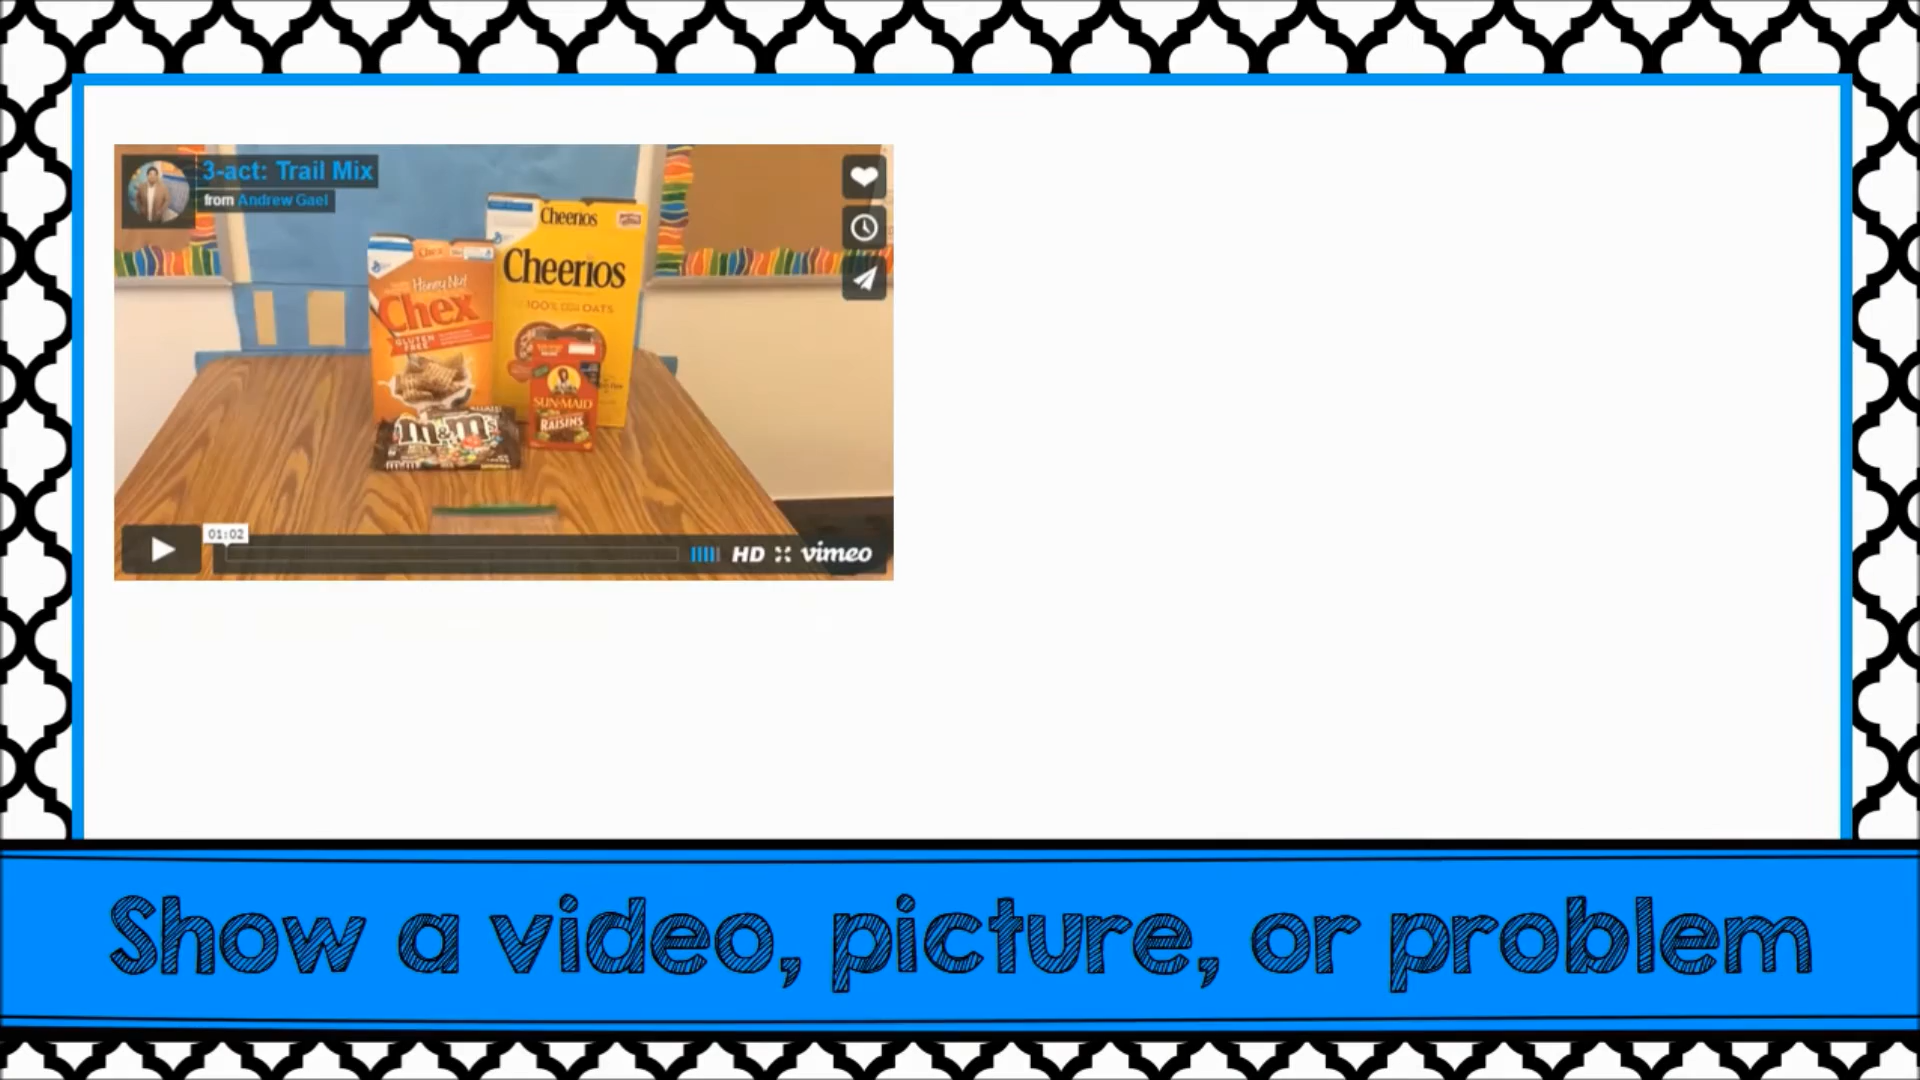 3-act: Trail Mix
from Andrew Gael
Cheerios
Cheerios
100% OATS
Chex
Honey Nut
Chex
GLUTEN
FREE
SUN-MAID
RAISINS
m&m's
01:02
HD vimeo
Show a video, picture, or problem